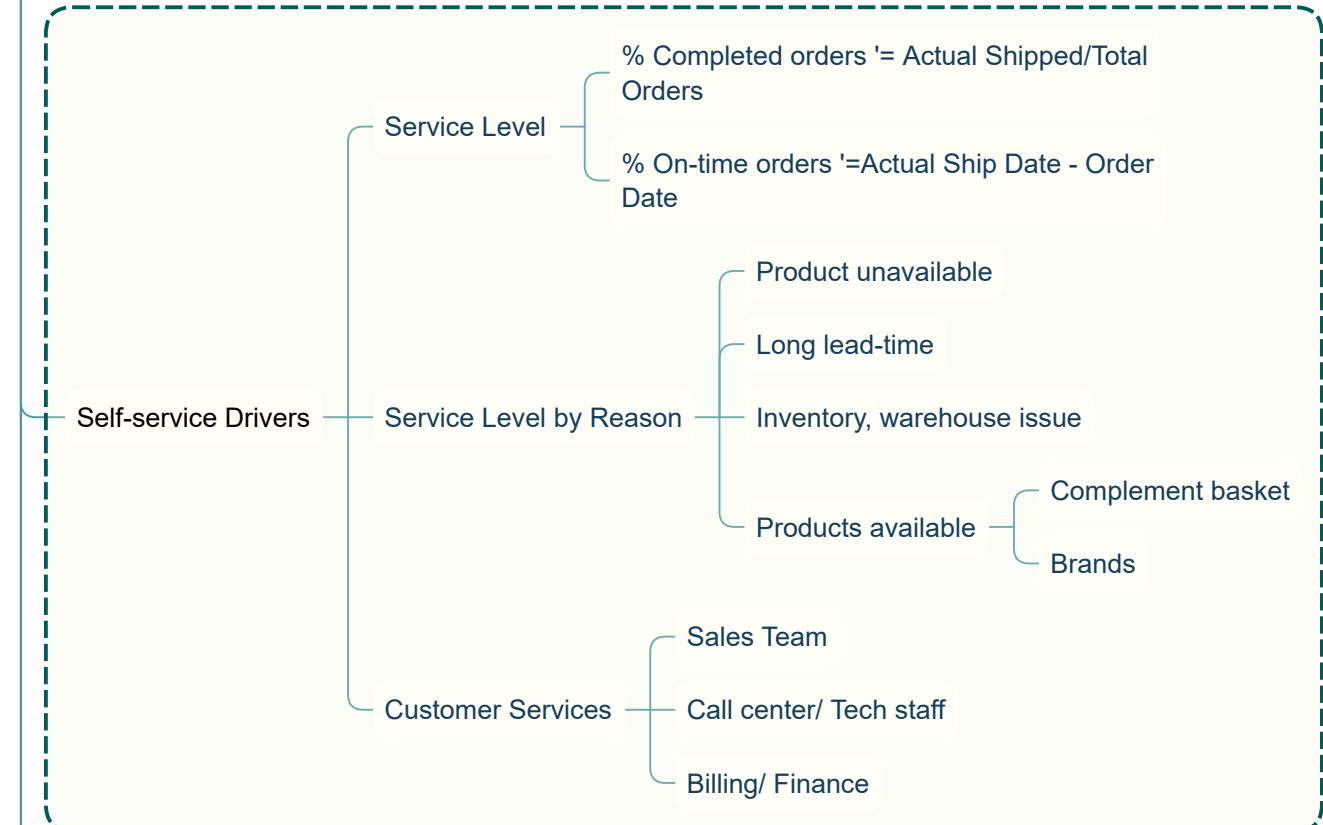 % Completed orders '= Actual Shipped/Total
Orders
Service Level
% On-time orders '=Actual Ship Date - Order
Date
Product unavailable
Long lead-time
Self-service Drivers
Service Level by Reason
Inventory, warehouse issue
Complement basket
Products available
Brands
Sales Team
Customer Services
Call center/ Tech staff
Billing/ Finance